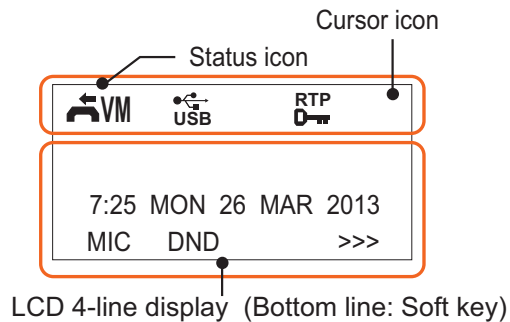 Cursor icon
Status icon
VM USB RTP
7:25 MON 26 MAR 2013
MIC DND >>>
LCD 4-line display (Bottom line: Soft key)